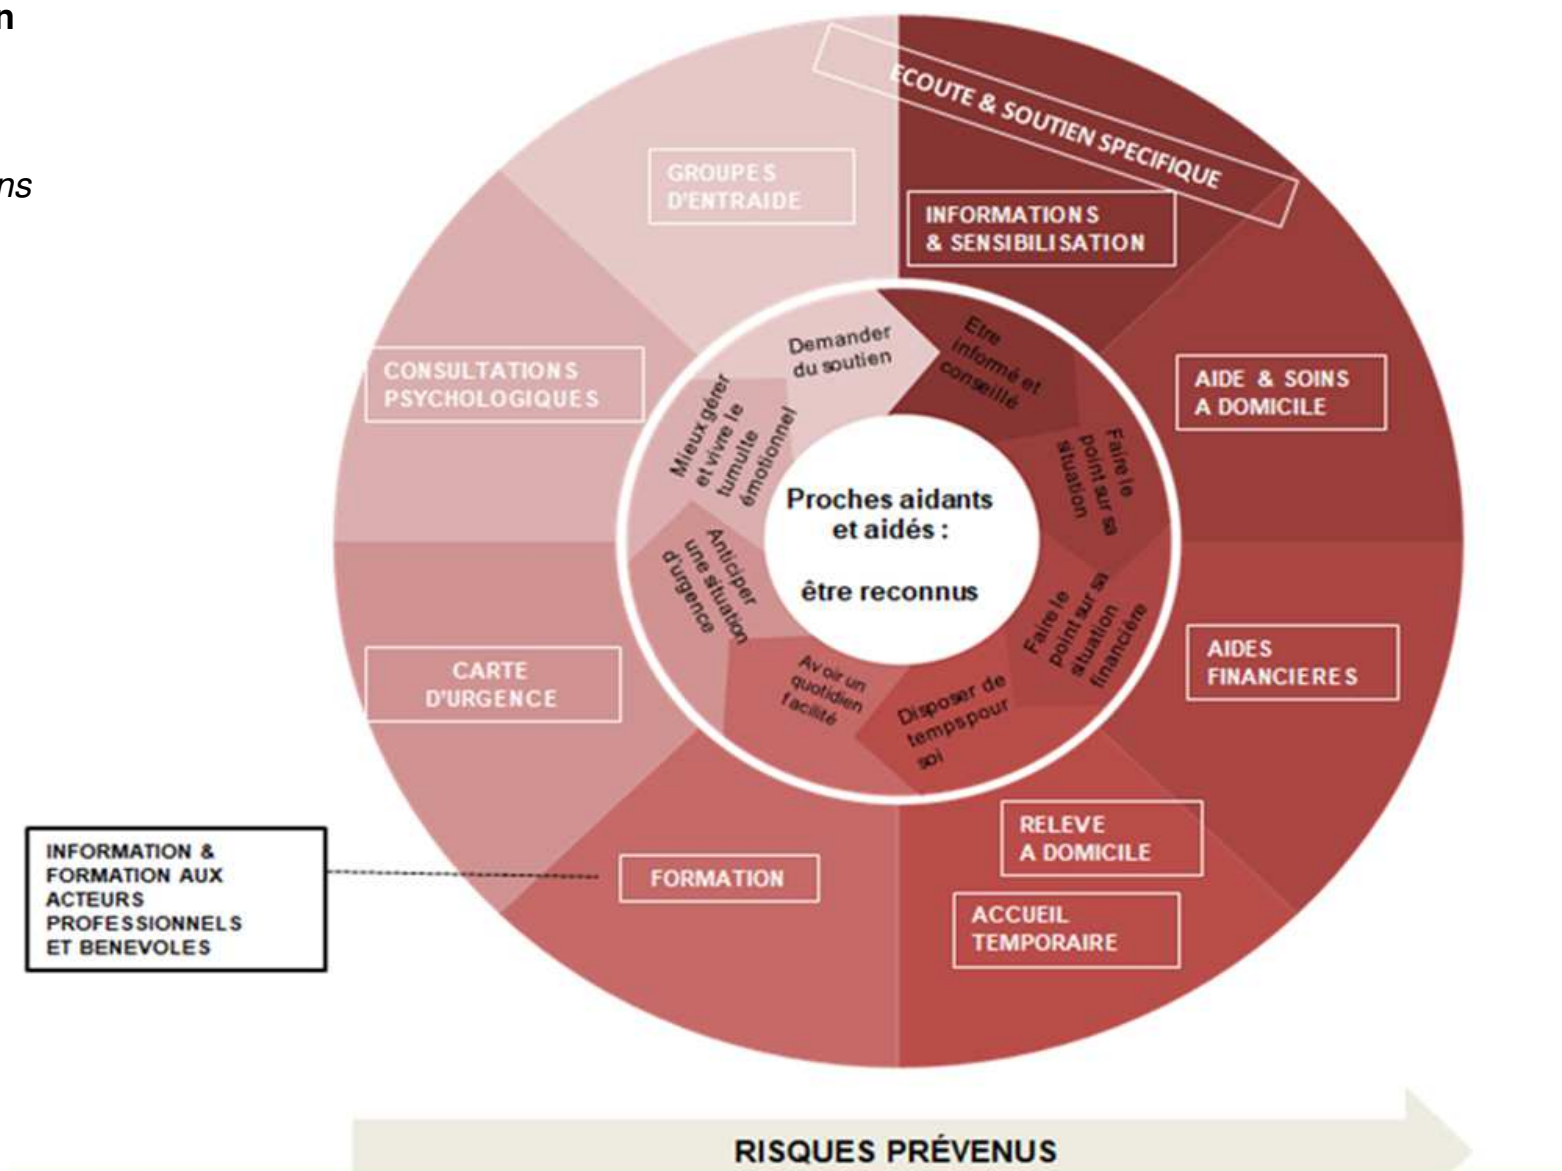 n
ns
ECOUTE & SOUTIEN SPECIFIQUE
GROUPES
D'ENTRAIDE
INFORMATIONS
& SENSIBILISATION
CONSULTATIONS
PSYCHOLOGIQUES
AIDE & SOINS
A DOMICILE
CARTE
D'URGENCE
AIDES
FINANCIERES
FORMATION
RELEVE
A DOMICILE
ACCUEIL
TEMPORAIRE
Demander
du soutien
Etre
informé et
conseillé
Faire le
point sur sa
situation
Faire le
point sur sa
situation
financière
Disposer de
temps pour
soi
Avoir un
quotidien
facilité
Anticiper
une situation
d'urgence
Mieux gérer
et vivre le
tumulte
émotionnel
Proches aidants
et aidés :
être reconnus
INFORMATION &
FORMATION AUX
ACTEURS
PROFESSIONNELS
ET BENEVOLES
RISQUES PRÉVENUS